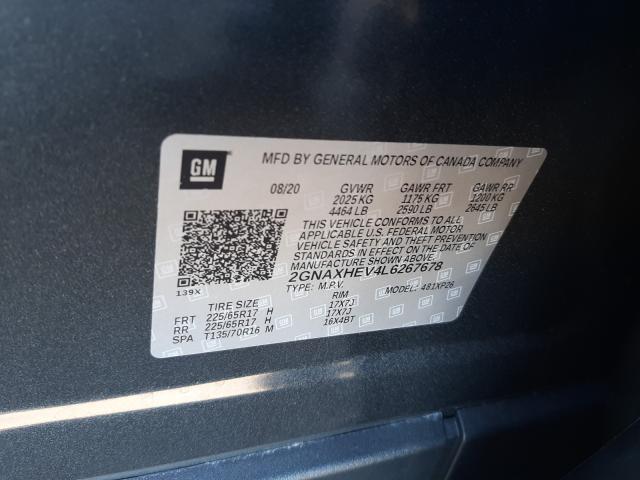 GM
MFD BY GENERAL MOTORS OF CANADA COMPANY
08/20 GVWR GAWR FRT GAWR RR
2025 KG 1175 KG 1200 KG
4464 LB 2590 LB 2645 LB
THIS VEHICLE CONFORMS TO ALL
APPLICABLE U.S. FEDERAL MOTOR
VEHICLE SAFETY AND THEFT PREVENTION
STANDARDS IN EFFECT ON THE DATE OF
MANUFACTURE SHOWN ABOVE.
2GNAXHEV4L6267678
139X TYPE: M.P.V. MODEL: 481XP26
TIRE SIZE RIM
FRT 225/65R17 H 17X7J
RR 225/65R17 H 17X7J
SPA T135/70R16 M 16X4BT